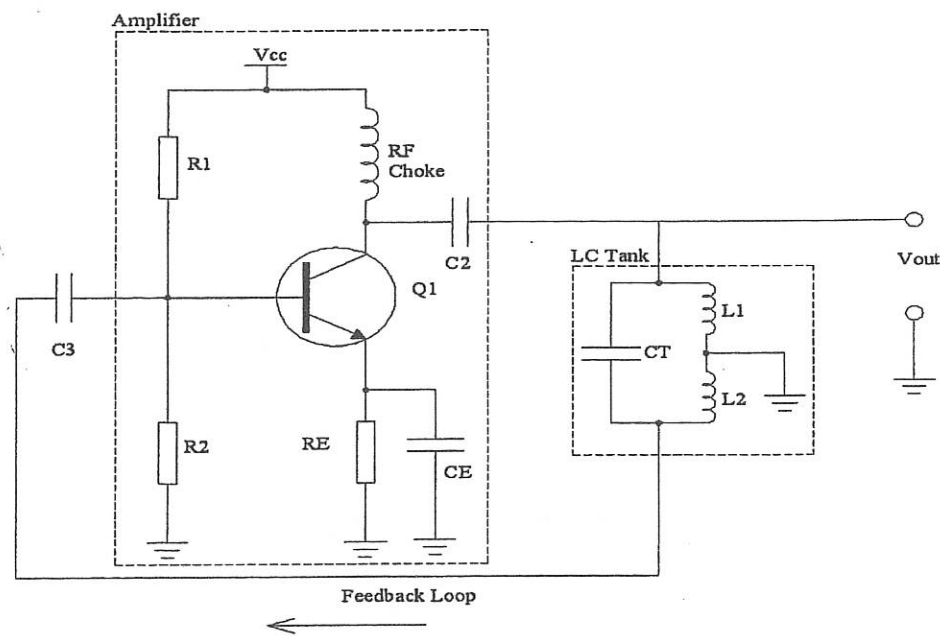 Amplifier
Vcc
R1
RF
Choke
C2
LC Tank
Vout
Q1
C3
CT
L1
L2
R2
RE
CE
Feedback Loop